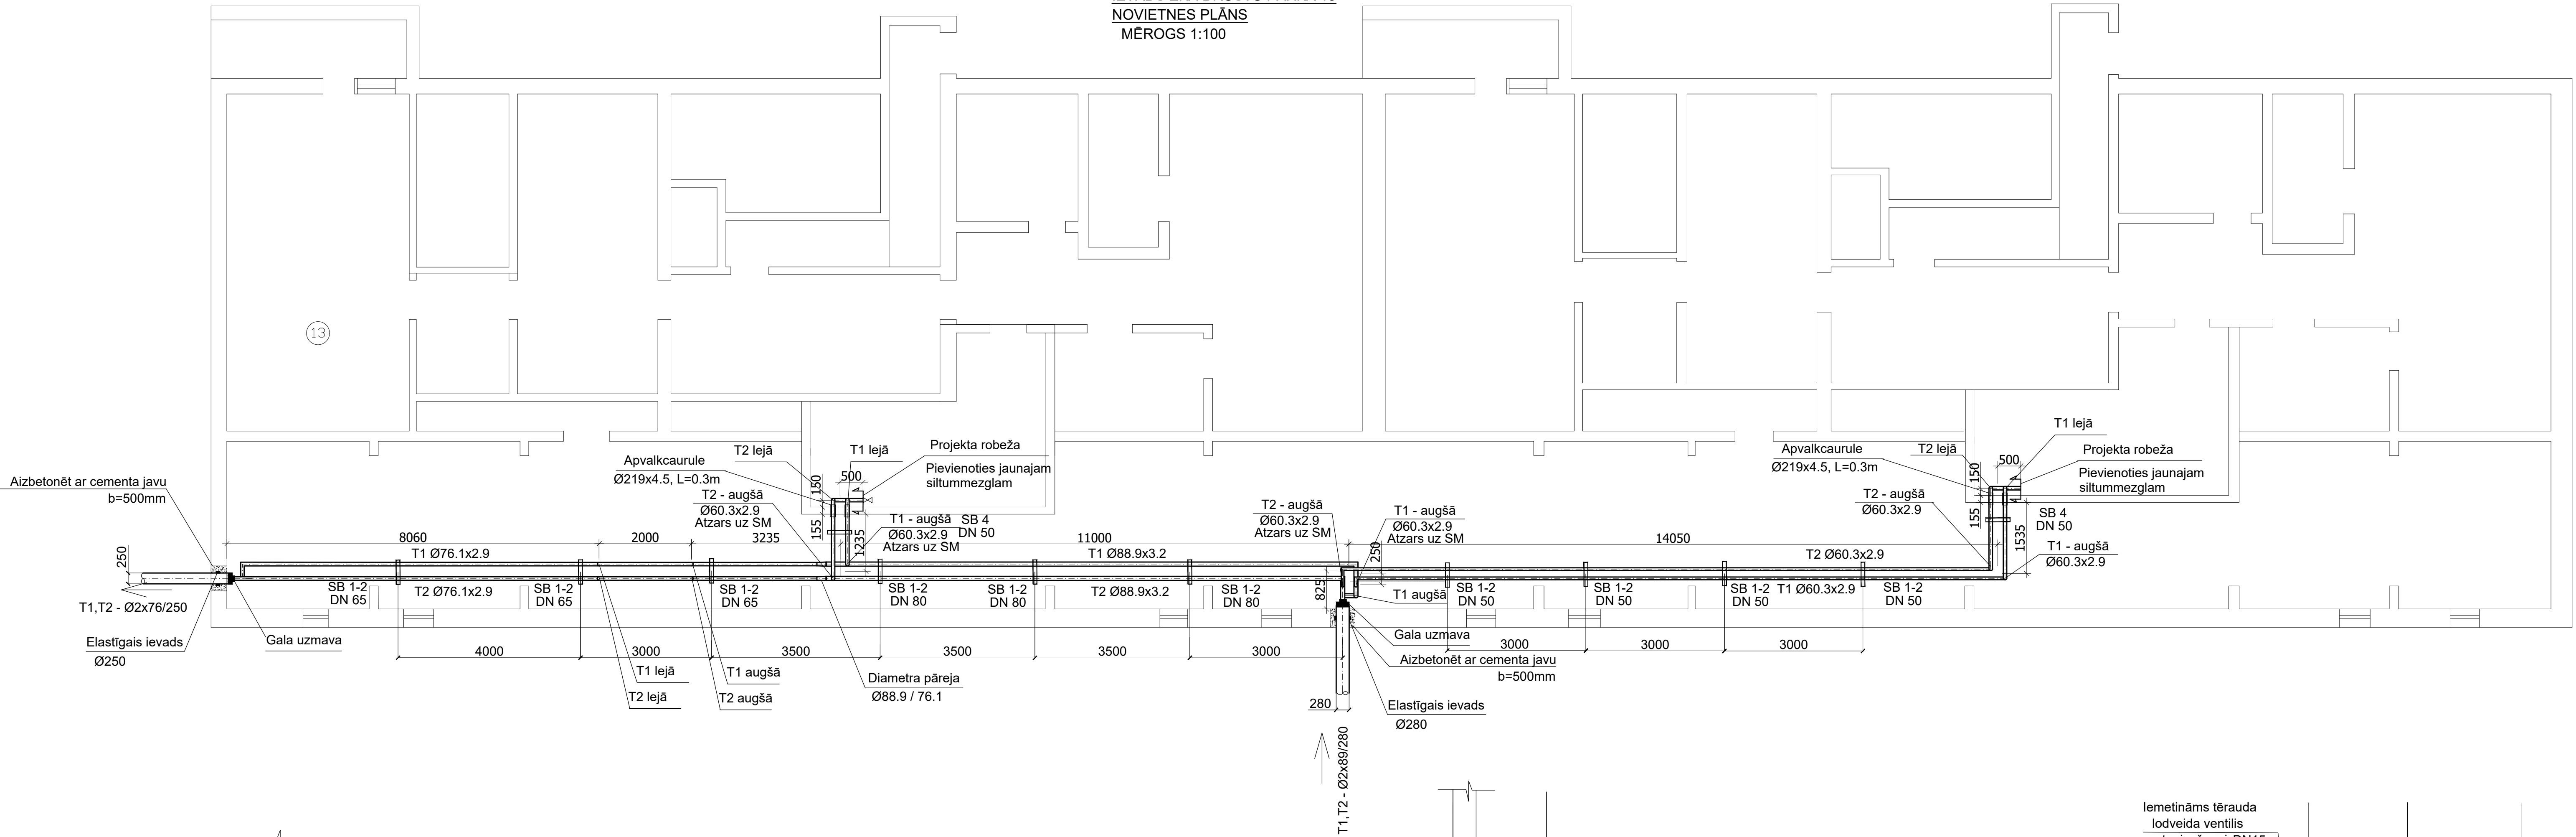 NOVIETNES PLĀNS
MĒROGS 1:100
13
T2 lejā
T1 lejā
Projekta robeža
Pievienoties jaunajam
siltummezglam
Apvalkcaurule
Ø219x4.5, L=0.3m
500
150
155
1235
T2 - augšā
Ø60.3x2.9
Atzars uz SM
T1 - augšā
Ø60.3x2.9
Atzars uz SM
SB 4
DN 50
T2 - augšā
Ø60.3x2.9
Atzars uz SM
T1 - augšā
Ø60.3x2.9
Atzars uz SM
T1 lejā
T2 lejā
Projekta robeža
Pievienoties jaunajam
siltummezglam
Apvalkcaurule
Ø219x4.5, L=0.3m
500
150
155
1535
T2 - augšā
Ø60.3x2.9
SB 4
DN 50
T1 - augšā
Ø60.3x2.9
Aizbetonēt ar cementa javu
b=500mm
8060
2000
3235
11000
14050
250
250
825
T1 Ø76.1x2.9
T1 Ø88.9x3.2
T2 Ø60.3x2.9
T2 Ø76.1x2.9
T2 Ø88.9x3.2
T1 Ø60.3x2.9
SB 1-2
DN 65
SB 1-2
DN 65
SB 1-2
DN 65
SB 1-2
DN 80
SB 1-2
DN 80
SB 1-2
DN 80
T1 augšā
SB 1-2
DN 50
SB 1-2
DN 50
SB 1-2
DN 50
SB 1-2
DN 50
T1,T2 - Ø2x76/250
Elastīgais ievads
Ø250
Gala uzmava
4000
3000
3500
3500
3500
3000
3000
3000
3000
T1 lejā
T2 lejā
T1 augšā
T2 augšā
Diametra pāreja
Ø88.9 / 76.1
Gala uzmava
Aizbetonēt ar cementa javu
b=500mm
Elastīgais ievads
Ø280
280
T1,T2 - Ø2x89/280
Iemetināms tērauda
lodveida ventilis